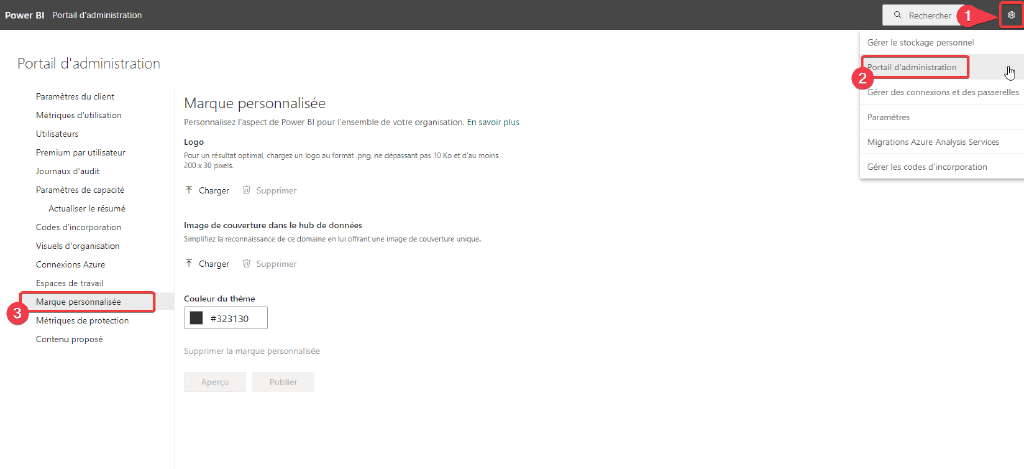 Power BI Portail d'administration
Rechercher
1
Gérer le stockage personnel
Portail d'administration
2
Gérer des connexions et des passerelles
Paramètres
Migrations Azure Analysis Services
Gérer les codes d'incorporation
Portail d'administration
Paramètres du client
Métriques d'utilisation
Utilisateurs
Premium par utilisateur
Journaux d'audit
Paramètres de capacité
Actualiser le résumé
Codes d'incorporation
Visuels d'organisation
Connexions Azure
Espaces de travail
3
Marque personnalisée
Métriques de protection
Contenu proposé
Marque personnalisée
Personnalisez l'aspect de Power BI pour l'ensemble de votre organisation. En savoir plus
Logo
Pour un résultat optimal, chargez un logo au format .png, ne dépassant pas 10 Ko et d'au moins
200 x 30 pixels.
Charger Supprimer
Image de couverture dans le hub de données
Simplifiez la reconnaissance de ce domaine en lui offrant une image de couverture unique.
Charger Supprimer
Couleur du thème
#323130
Supprimer la marque personnalisée
Aperçu Publier